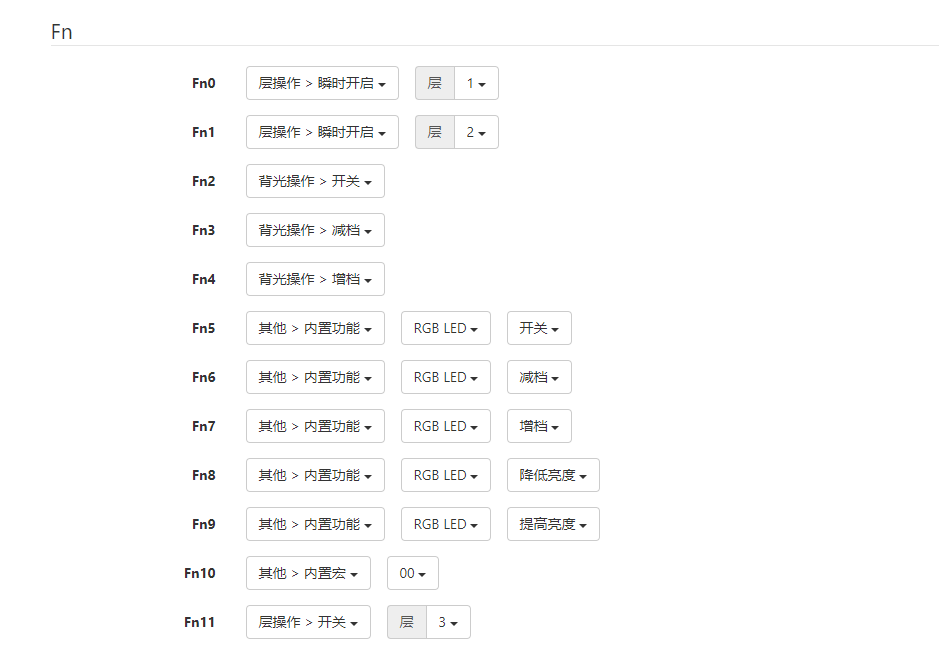 Fn
Fn0 层操作 > 瞬时开启 层 1
Fn1 层操作 > 瞬时开启 层 2
Fn2 背光操作 > 开关
Fn3 背光操作 > 减档
Fn4 背光操作 > 增档
Fn5 其他 > 内置功能 RGB LED 开关
Fn6 其他 > 内置功能 RGB LED 减档
Fn7 其他 > 内置功能 RGB LED 增档
Fn8 其他 > 内置功能 RGB LED 降低亮度
Fn9 其他 > 内置功能 RGB LED 提高亮度
Fn10 其他 > 内置宏 00
Fn11 层操作 > 开关 层 3